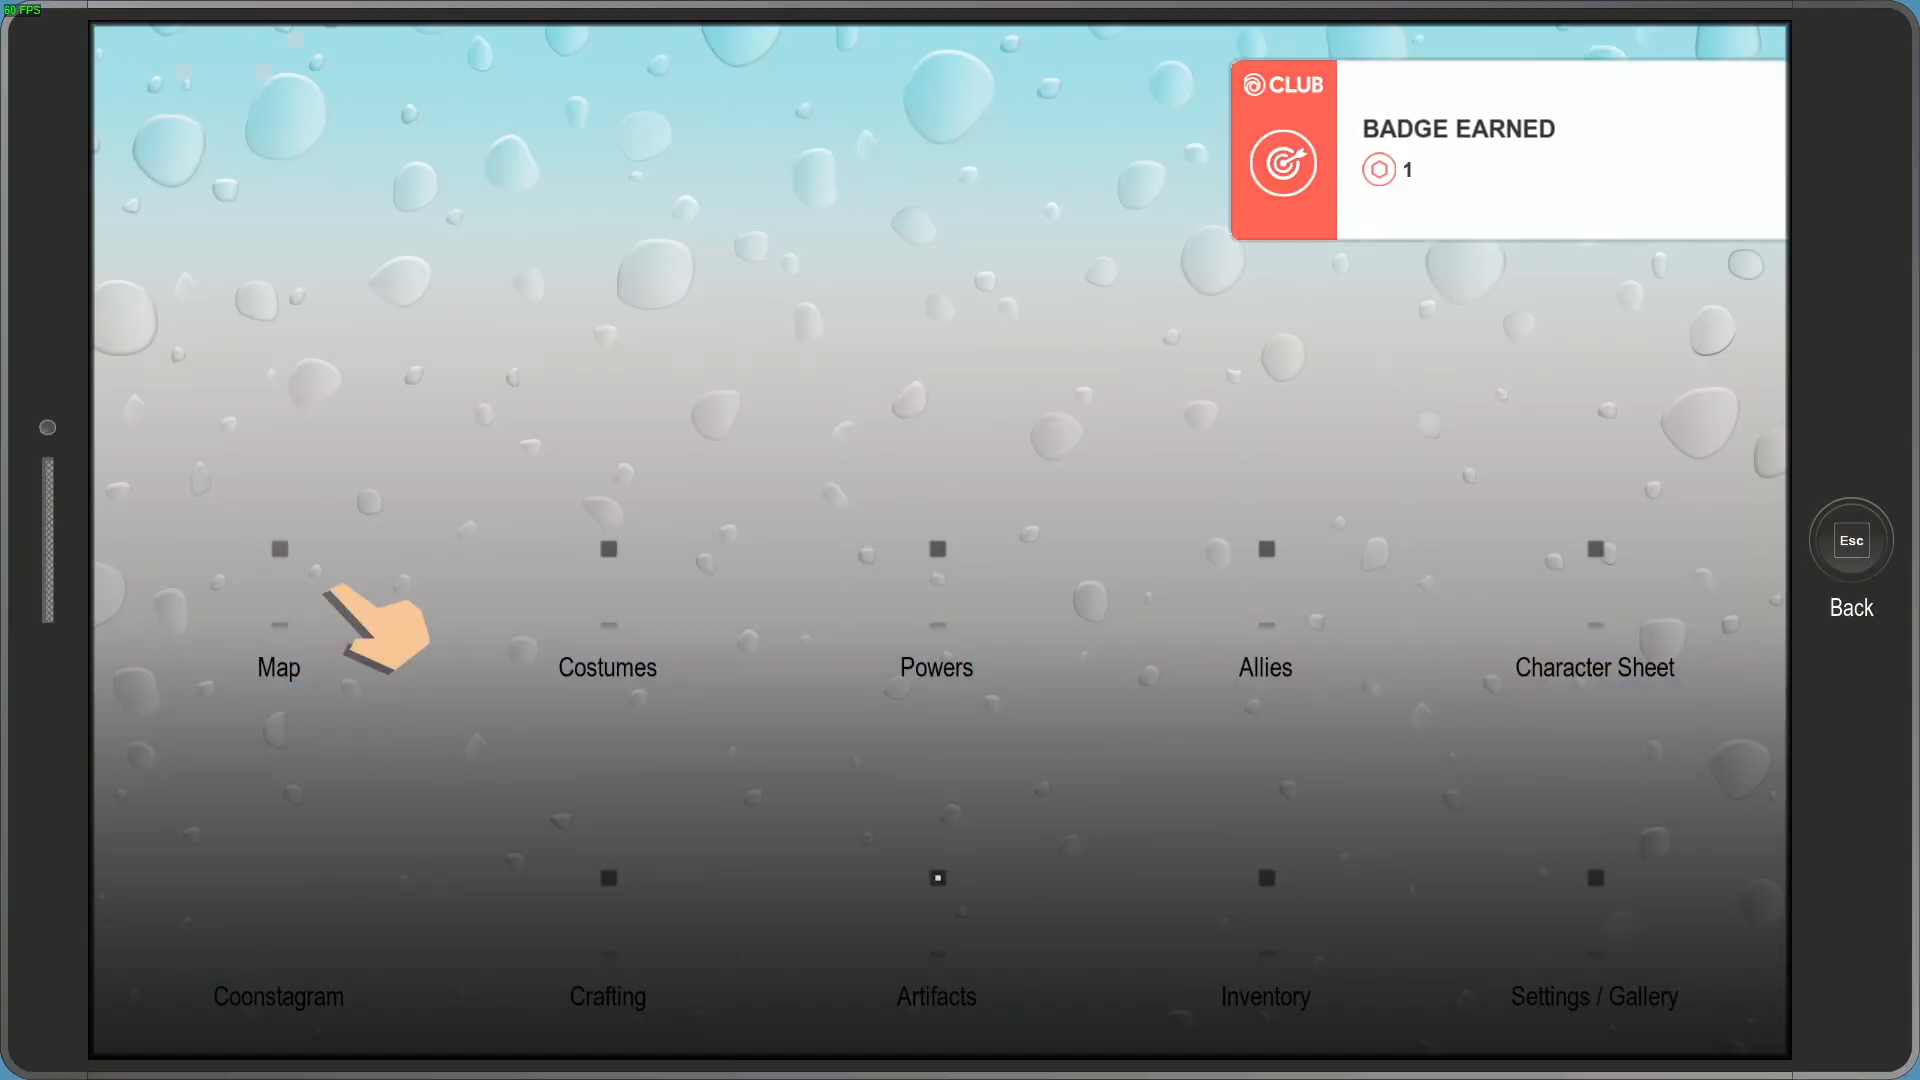 60 FPS
CLUB
BADGE EARNED
1
Esc
Back
Map
Costumes
Powers
Allies
Character Sheet
Coonstagram
Crafting
Artifacts
Inventory
Settings / Gallery